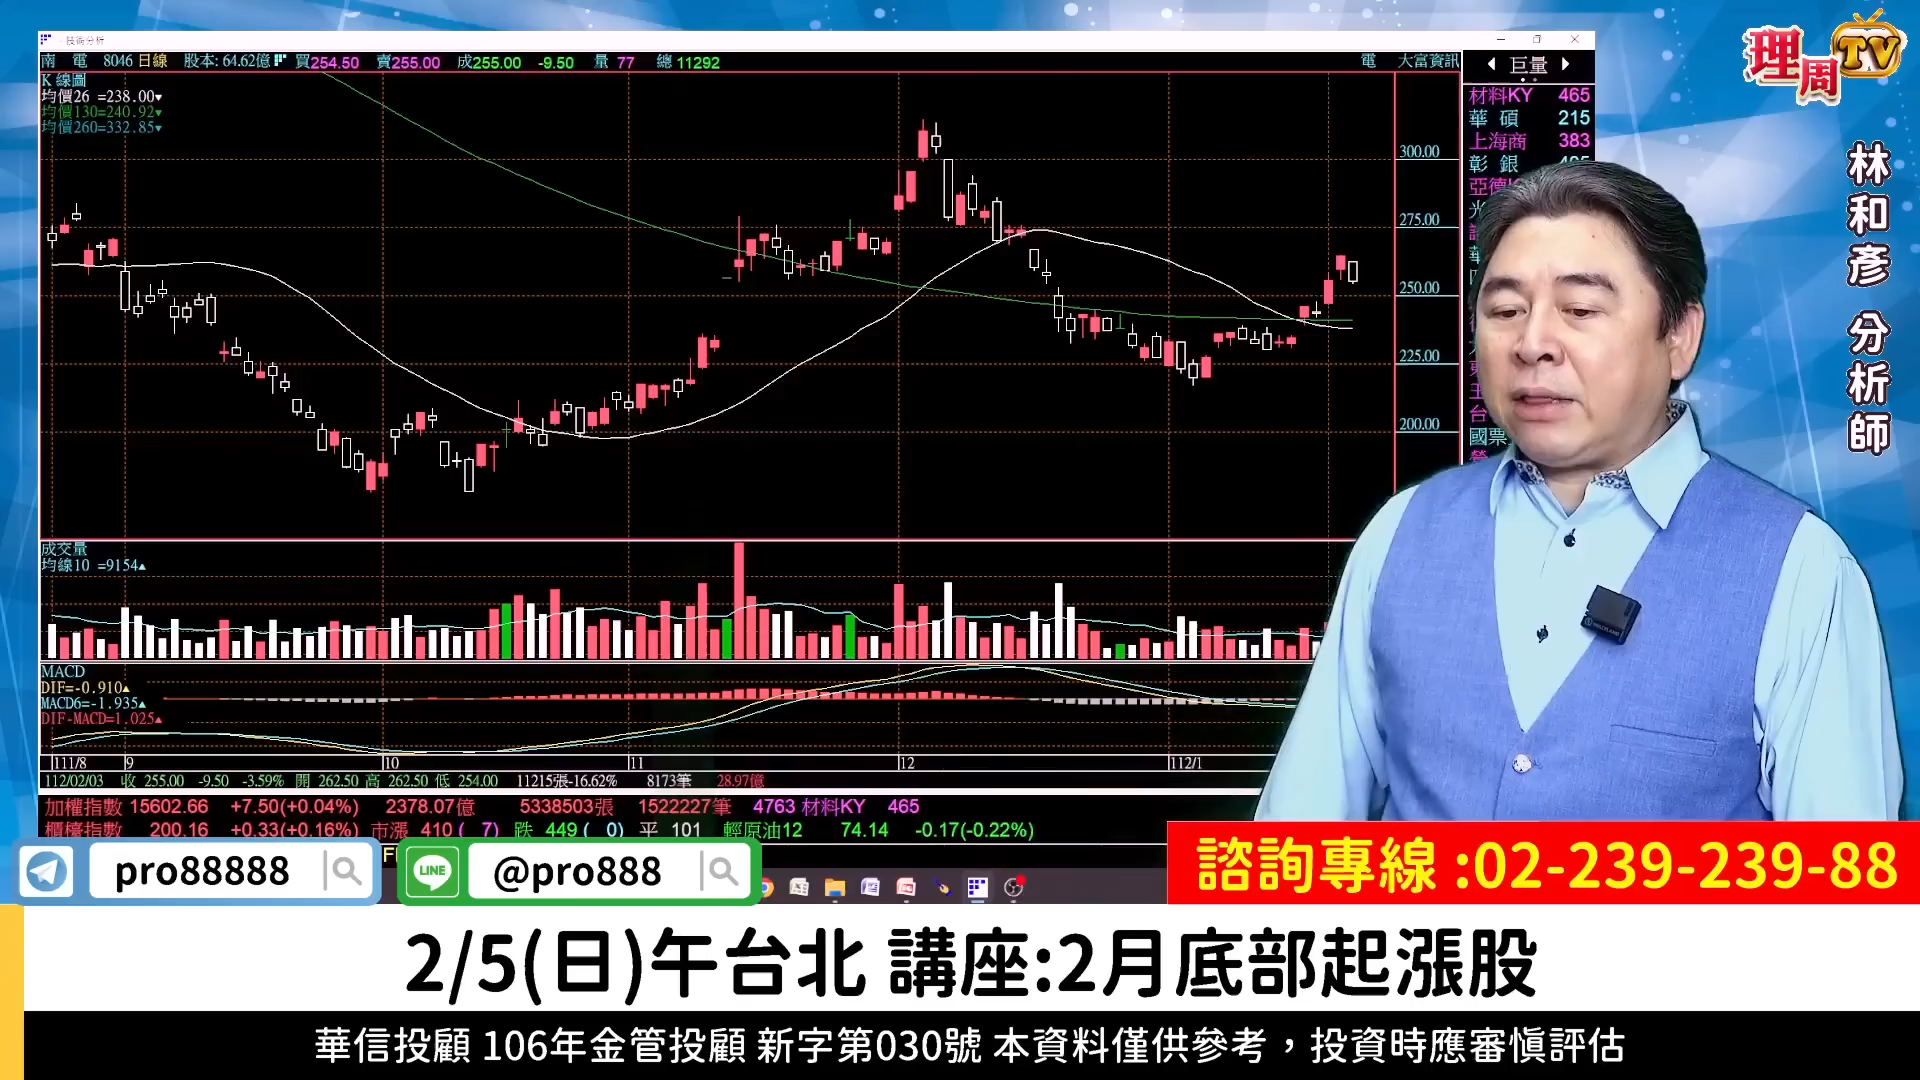 技術分析
南 電 8046 日線 股本: 64.62億 買254.50 賣255.00 成255.00 -9.50 量 77 總 11292 電 大富資訊
K 線圖
均價26 =238.00▾
均價130=240.92▾
均價260=332.85▾
300.00
275.00
250.00
225.00
200.00
成交量
均線10 =9154▴
MACD
DIF=-0.910▴
MACD6=-1.935▴
DIF-MACD=1.025▴
111/8 9 10 11 12 112/1
112/02/03 收 255.00 -9.50 -3.59% 開 262.50 高 262.50 低 254.00 11215張-16.62% 8173筆 28.97億
加權指數 15602.66 +7.50(+0.04%) 2378.07億 5338503張 1522227筆 4763 材料KY 465
櫃檯指數 200.16 +0.33(+0.16%) 市漲 410 ( 7) 跌 449 ( 0) 平 101 輕原油12 74.14 -0.17(-0.22%)
巨量
材料KY 465
華 碩 215
上海商 383
彰 銀
亞德
國票
理周TV
林和彥 分析師
pro88888
LINE
@pro888
諮詢專線 :02-239-239-88
2/5(日)午台北 講座:2月底部起漲股
華信投顧 106年金管投顧 新字第030號 本資料僅供參考，投資時應審慎評估